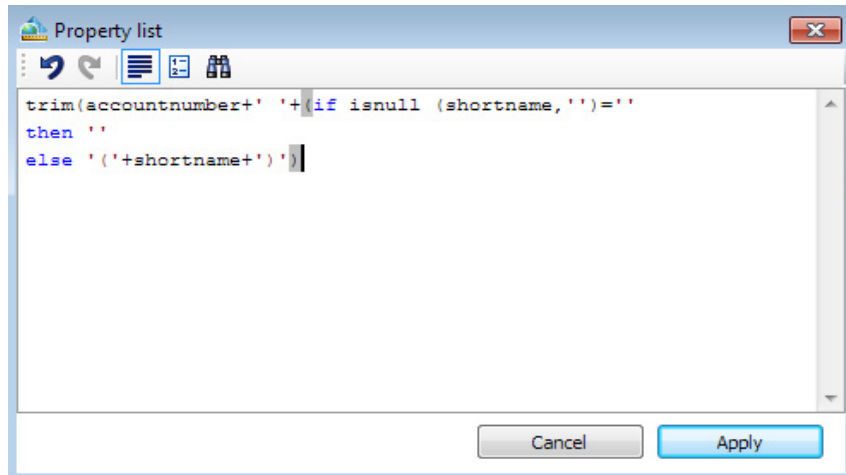 Property list
trim(accountnumber+' '+(if isnull (shortname,'')=''
then ''
else '('+shortname+')')
Cancel
Apply